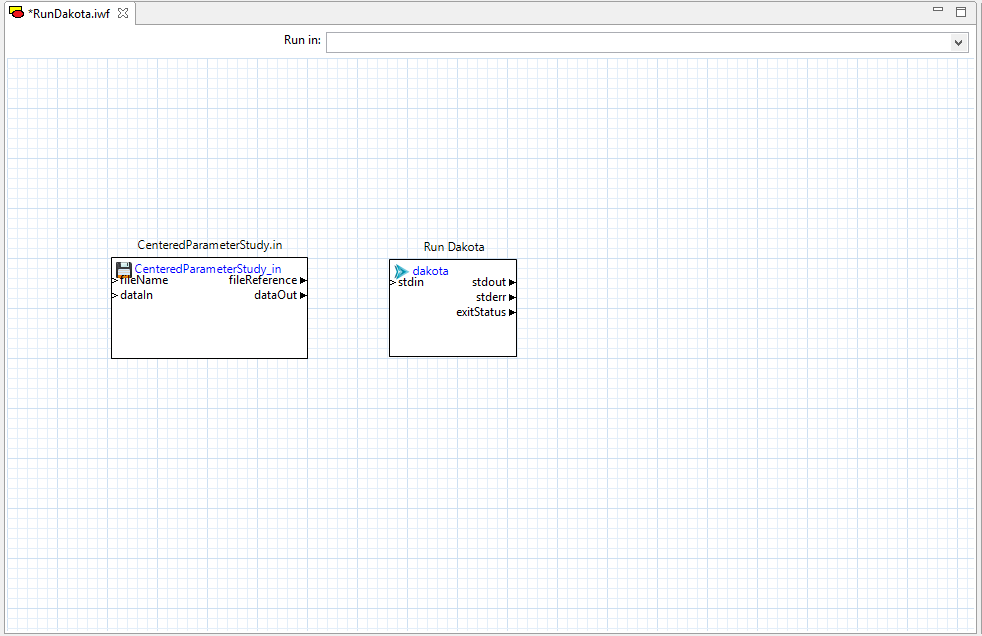 *RunDakota.iwf
Run in:
CenteredParameterStudy.in
CenteredParameterStudy_in
fileName fileReference
dataIn dataOut
Run Dakota
dakota
stdin stdout
stderr
exitStatus